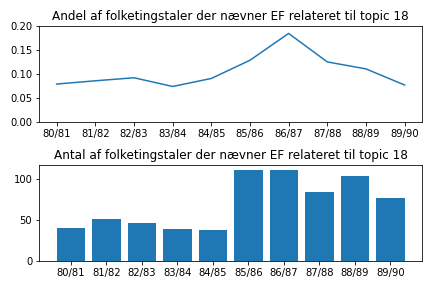 Andel af folketingstaler der nævner EF relateret til topic 18
0.20
0.15
0.10
0.05
0.00
80/81 81/82 82/83 83/84 84/85 85/86 86/87 87/88 88/89 89/90
Antal af folketingstaler der nævner EF relateret til topic 18
100
50
0
80/81 81/82 82/83 83/84 84/85 85/86 86/87 87/88 88/89 89/90